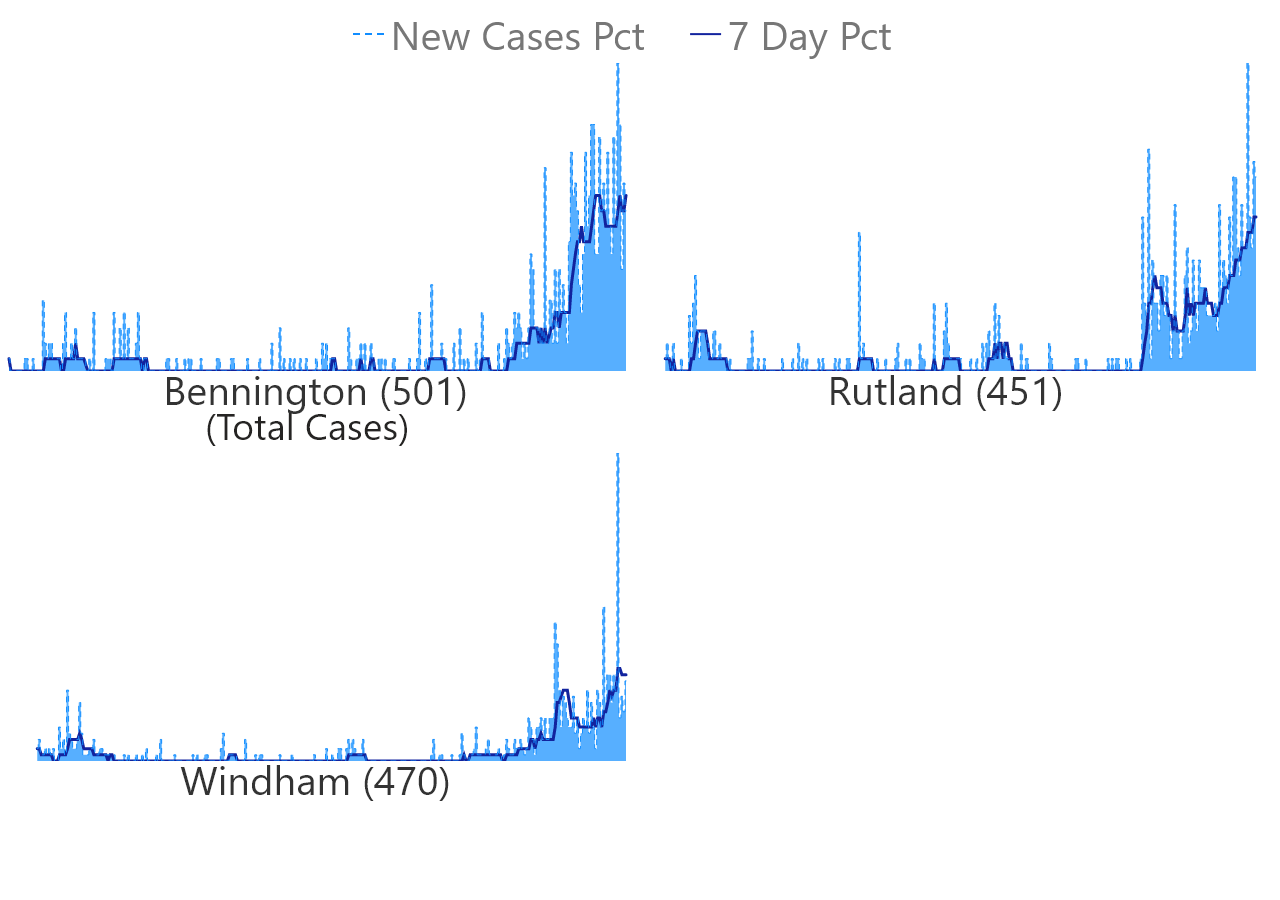 New Cases Pct 7 Day Pct
Bennington (501)
(Total Cases)
Rutland (451)
Windham (470)